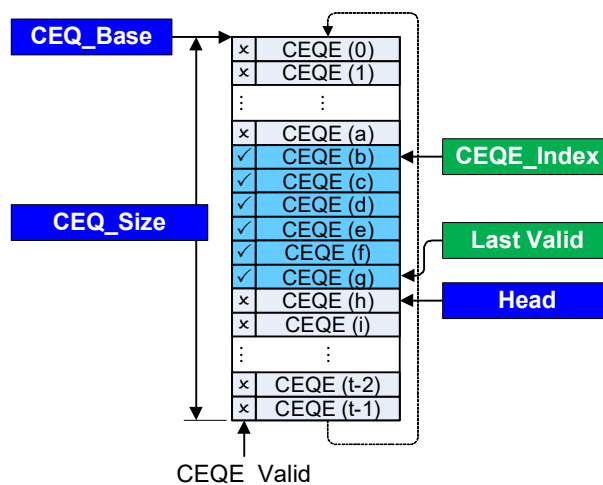 CEQ_Base
× CEQE (0)
× CEQE (1)
⋮ ⋮
× CEQE (a)
✓ CEQE (b)
CEQE_Index
✓ CEQE (c)
✓ CEQE (d)
CEQ_Size
✓ CEQE (e)
✓ CEQE (f)
Last Valid
✓ CEQE (g)
× CEQE (h)
Head
× CEQE (i)
⋮ ⋮
× CEQE (t-2)
× CEQE (t-1)
CEQE Valid